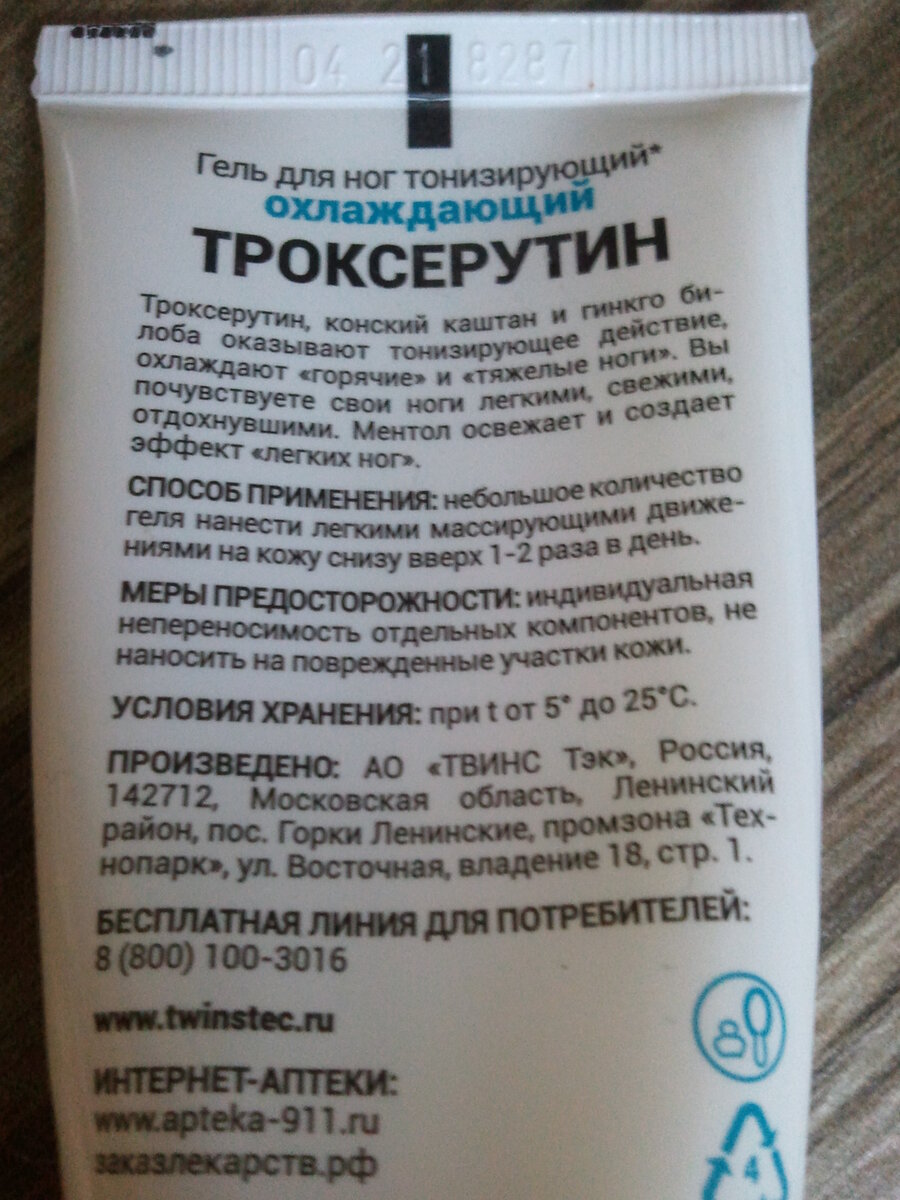 04 21 8287
Гель для ног тонизирующий*
охлаждающий
ТРОКСЕРУТИН
Троксерутин, конский каштан и гинкго би-
лоба оказывают тонизирующее действие,
охлаждают «горячие» и «тяжелые ноги». Вы
почувствуете свои ноги легкими, свежими,
отдохнувшими. Ментол освежает и создает
эффект «легких ног».
СПОСОБ ПРИМЕНЕНИЯ: небольшое количество
геля нанести легкими массирующими движе-
ниями на кожу снизу вверх 1-2 раза в день.
МЕРЫ ПРЕДОСТОРОЖНОСТИ: индивидуальная
непереносимость отдельных компонентов, не
наносить на поврежденные участки кожи.
УСЛОВИЯ ХРАНЕНИЯ: при t от 5° до 25°С.
ПРОИЗВЕДЕНО: АО «ТВИНС Тэк», Россия,
142712, Московская область, Ленинский
район, пос. Горки Ленинские, промзона «Тех-
нопарк», ул. Восточная, владение 18, стр. 1.
БЕСПЛАТНАЯ ЛИНИЯ ДЛЯ ПОТРЕБИТЕЛЕЙ:
8 (800) 100-3016
www.twinstec.ru
ИНТЕРНЕТ-АПТЕКИ:
www.apteka-911.ru
заказлекарств.рф
4